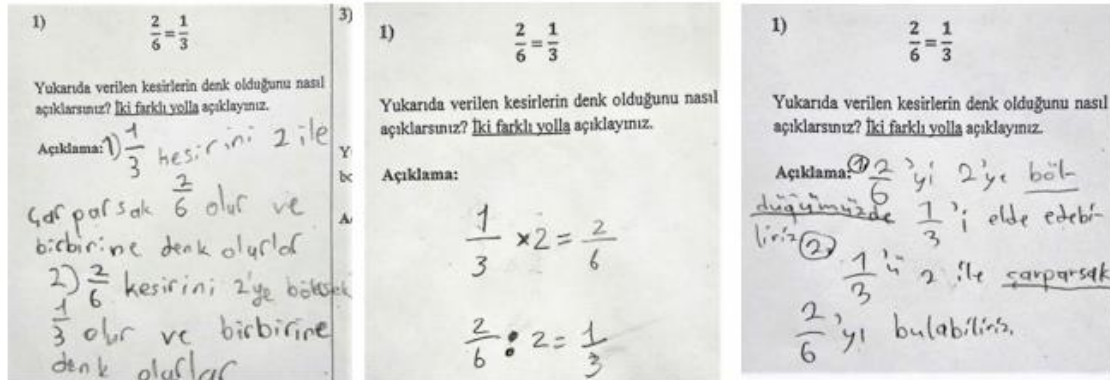 1)
2/6 = 1/3
Yukarıda verilen kesirlerin denk olduğunu nasıl
açıklarsınız? İki farklı yolla açıklayınız.
Açıklama: 1) 1/3 kesirini 2 ile
çarparsak 2/6 olur ve
birbirine denk olurlar
2) 2/6 kesirini 2'ye bölersek
1/3 olur ve birbirine
denk olurlar
3)
1)
2/6 = 1/3
Yukarıda verilen kesirlerin denk olduğunu nasıl
açıklarsınız? İki farklı yolla açıklayınız.
Açıklama:
1/3 ×2 = 2/6
2/6 : 2 = 1/3
1)
2/6 = 1/3
Yukarıda verilen kesirlerin denk olduğunu nasıl
açıklarsınız? İki farklı yolla açıklayınız.
Açıklama: ① 2/6 'yi 2'ye böl-
düğümüzde 1/3 'i elde edebi-
liriz ②
1/3 'ü 2 ile çarparsak
2/6 'yı bulabiliriz.